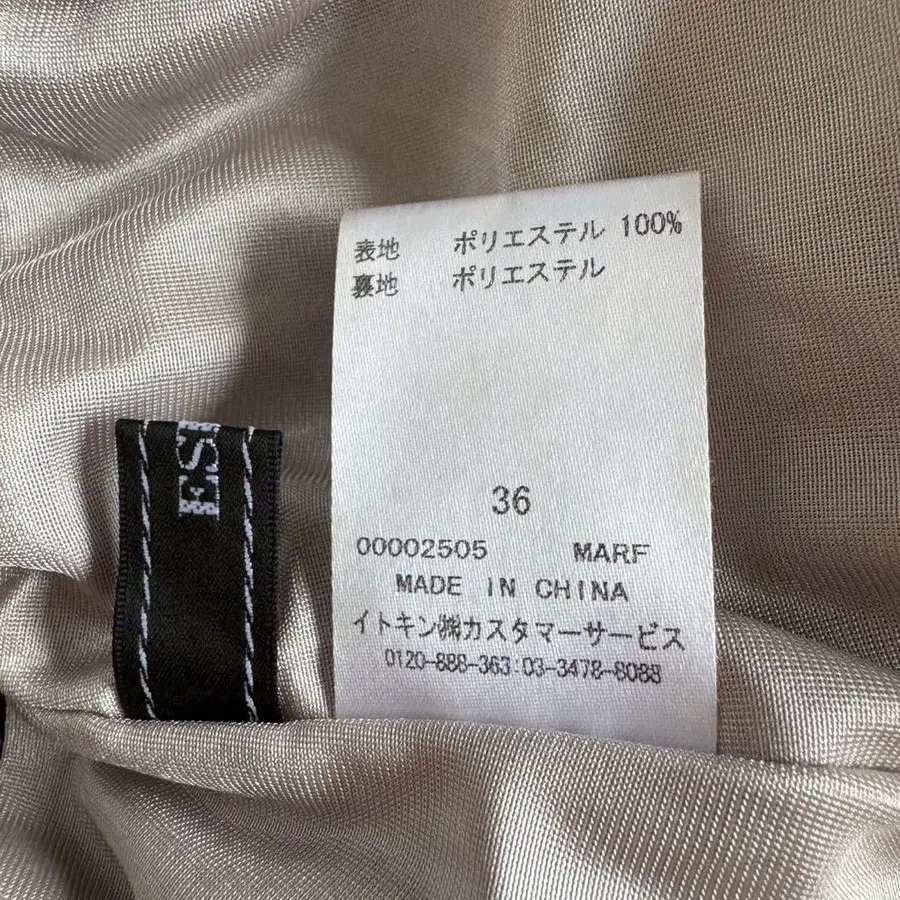 表地 ポリエステル 100%
裏地 ポリエステル
36
00002505 MARF
MADE IN CHINA
イトキン㈱カスタマーサービス
0120-888-363 03-3478-8088